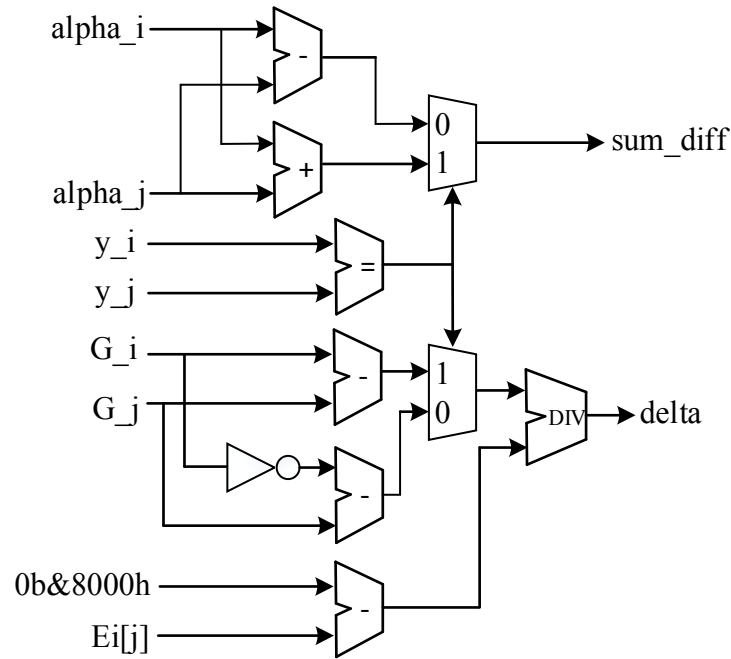 alpha_i
-
0
sum_diff
1
+
alpha_j
y_i
=
y_j
G_i
1
-
G_j
0
DIV
delta
-
0b&8000h
-
Ei[j]